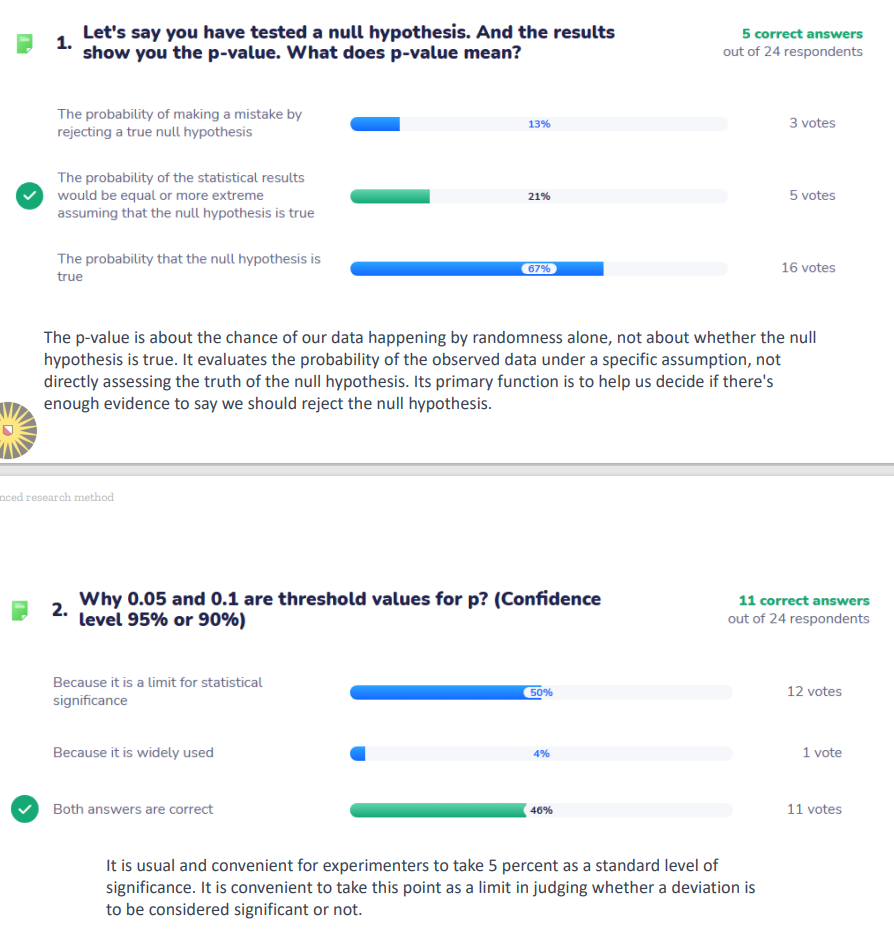 1. Let's say you have tested a null hypothesis. And the results
show you the p-value. What does p-value mean?
5 correct answers
out of 24 respondents
The probability of making a mistake by
rejecting a true null hypothesis
13%
3 votes
The probability of the statistical results
would be equal or more extreme
assuming that the null hypothesis is true
21%
5 votes
The probability that the null hypothesis is
true
67%
16 votes
The p-value is about the chance of our data happening by randomness alone, not about whether the null
hypothesis is true. It evaluates the probability of the observed data under a specific assumption, not
directly assessing the truth of the null hypothesis. Its primary function is to help us decide if there's
enough evidence to say we should reject the null hypothesis.
nced research method
2. Why 0.05 and 0.1 are threshold values for p? (Confidence
level 95% or 90%)
11 correct answers
out of 24 respondents
Because it is a limit for statistical
significance
50%
12 votes
Because it is widely used
4%
1 vote
Both answers are correct
46%
11 votes
It is usual and convenient for experimenters to take 5 percent as a standard level of
significance. It is convenient to take this point as a limit in judging whether a deviation is
to be considered significant or not.